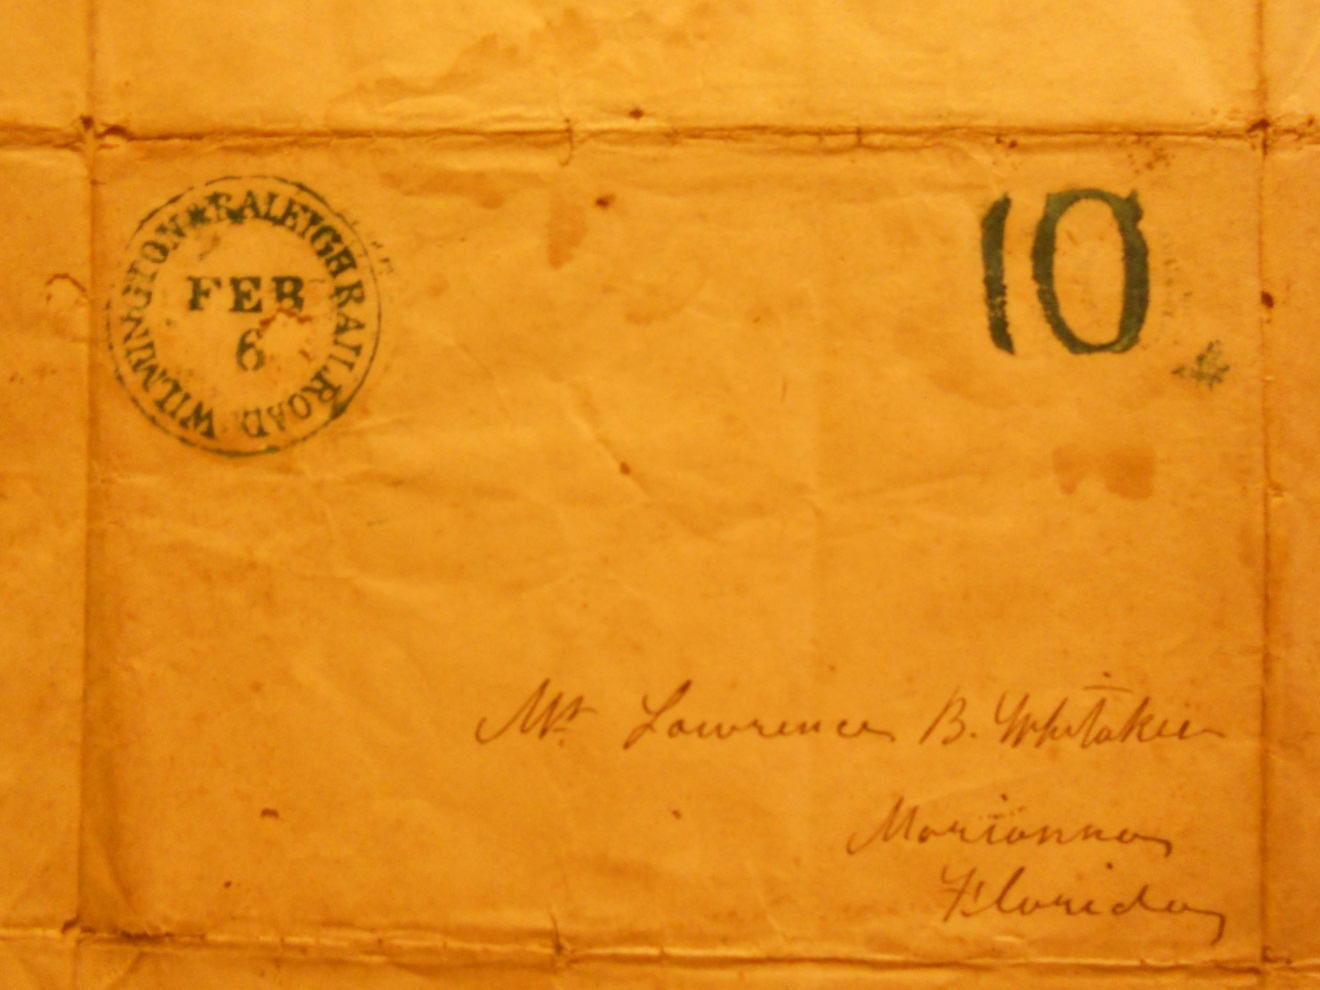 WILMINGTON & RALEIGH RAILROAD
FEB
6
10
Mr. Lawrence B. Whitaker
Marianna
Florida